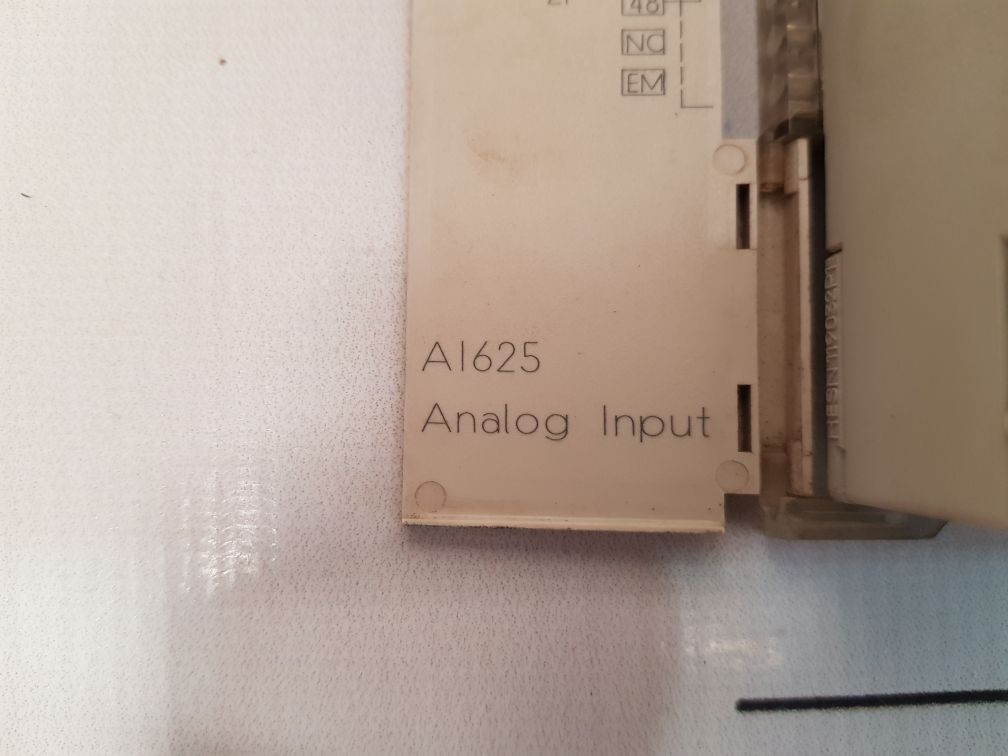 48
NC
EM
AI625
Analog Input